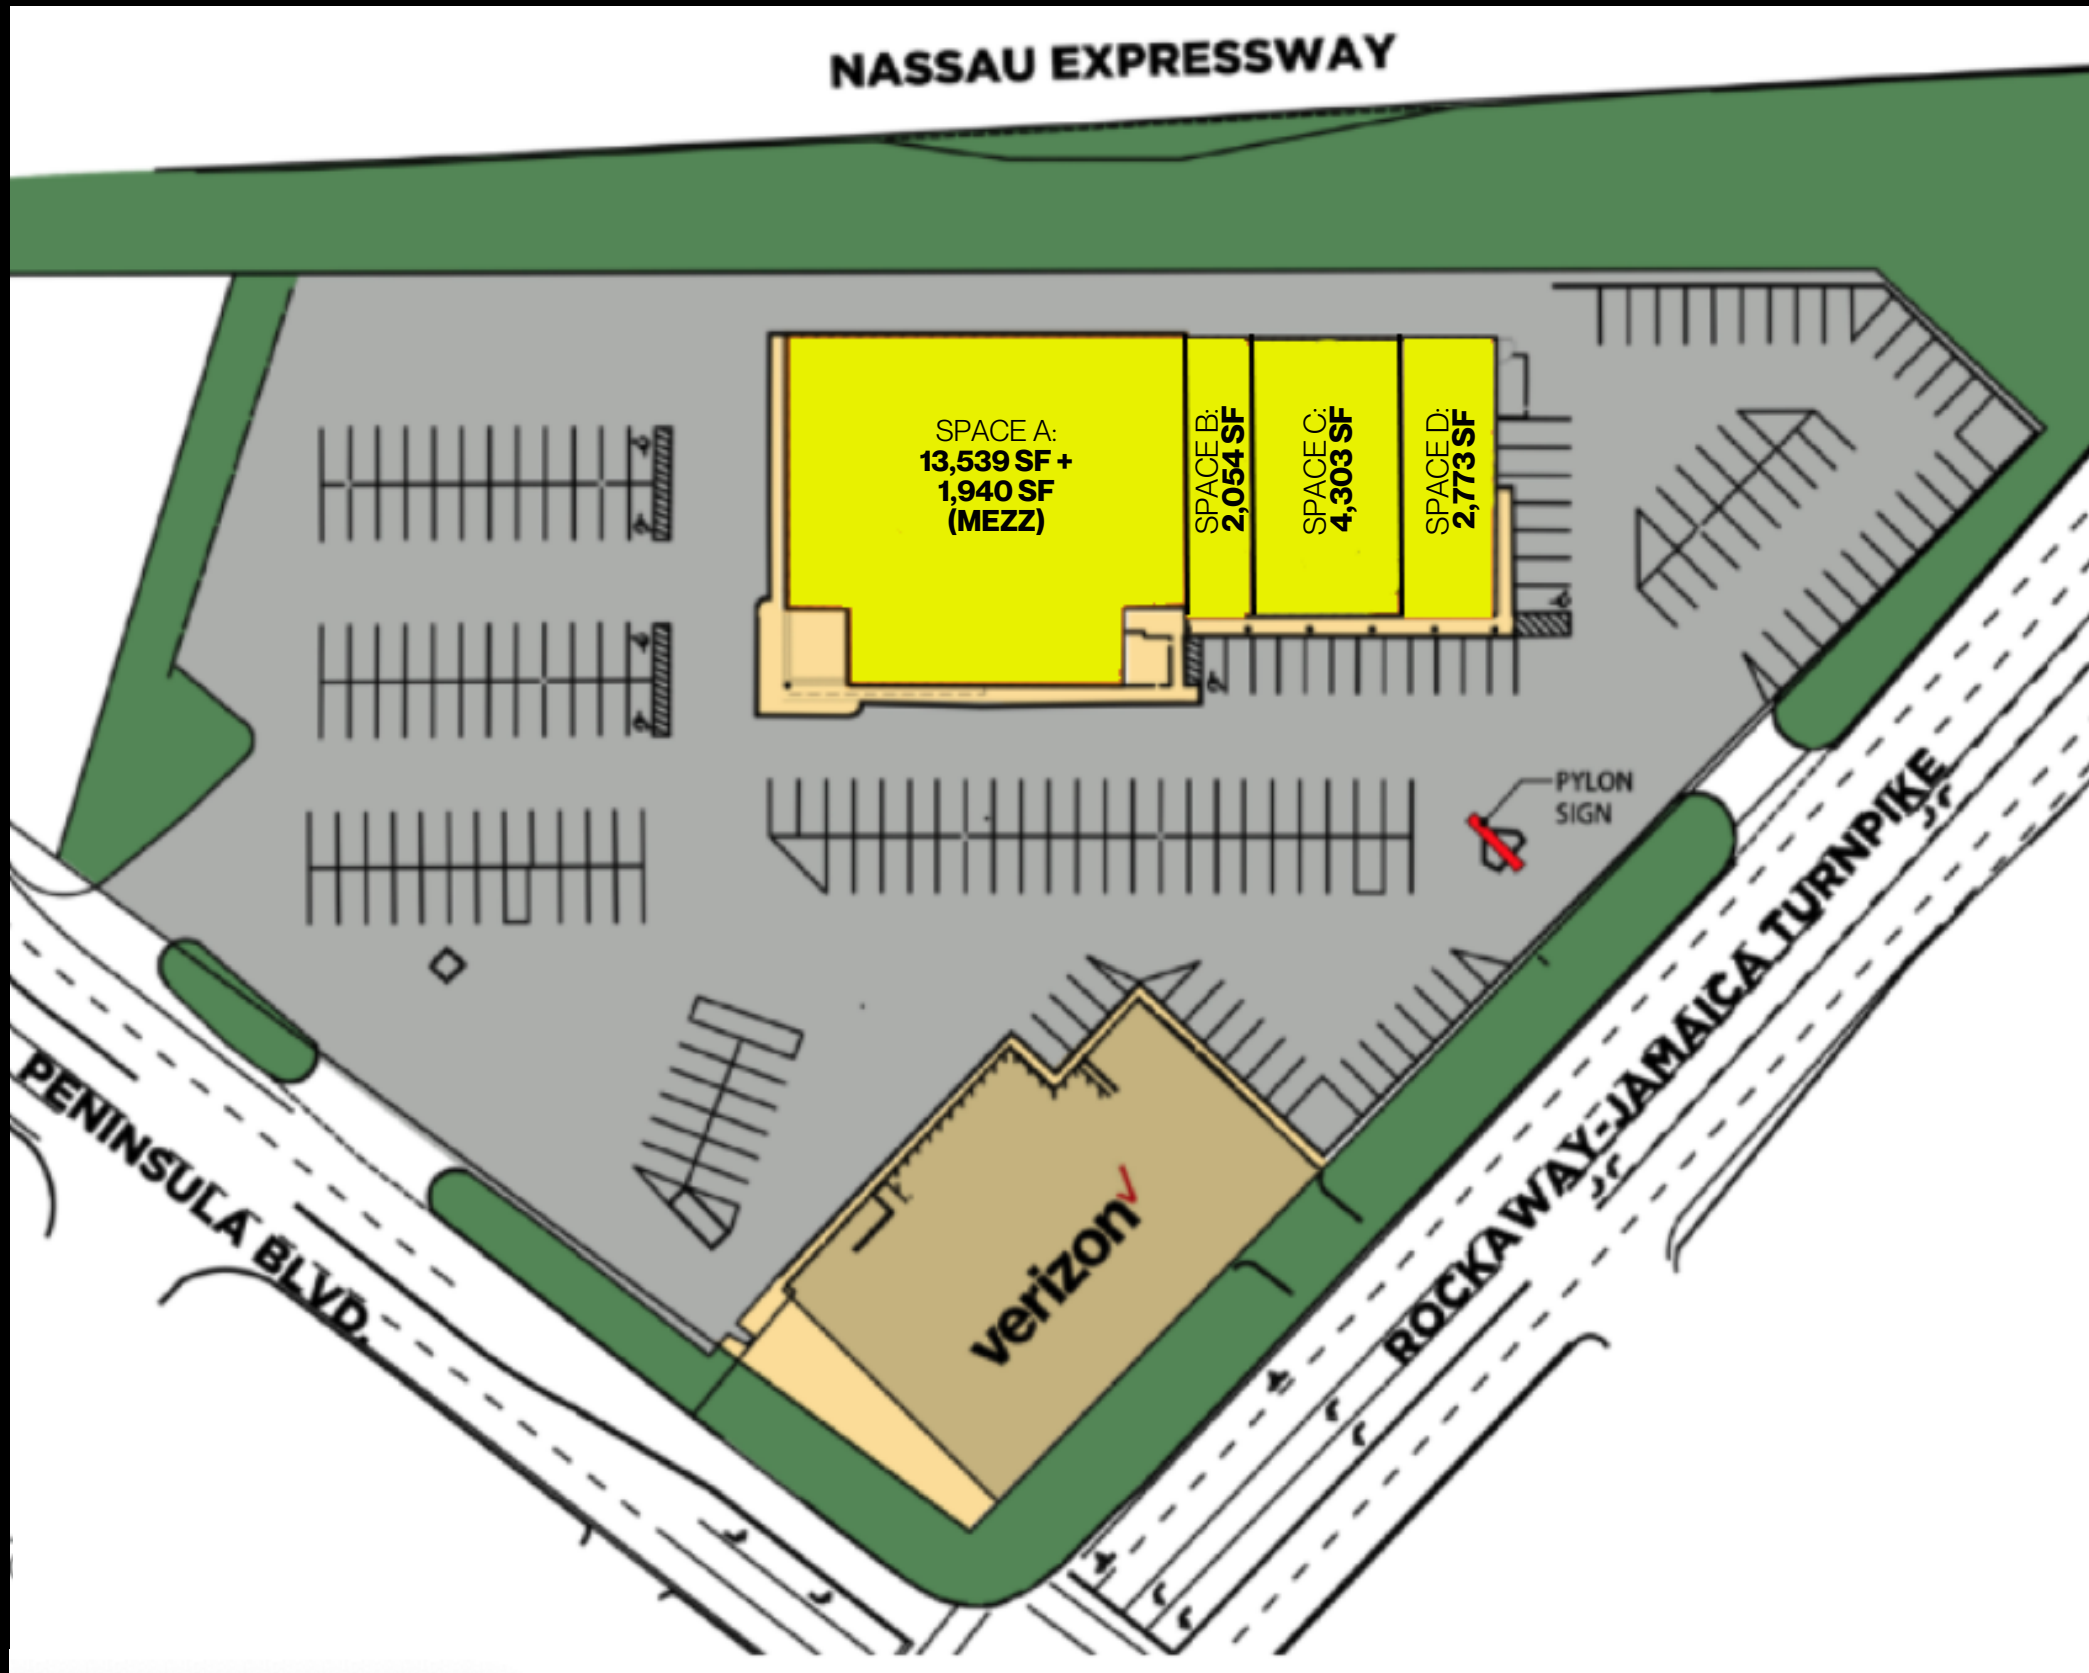 NASSAU EXPRESSWAY
SPACE A:
13,539 SF +
1,940 SF
(MEZZ)
SPACE B:
2,054 SF
SPACE C:
4,303 SF
SPACE D:
2,773 SF
PYLON
SIGN
PENINSULA BLVD.
verizon
ROCKAWAY-JAMAICA TURNPIKE